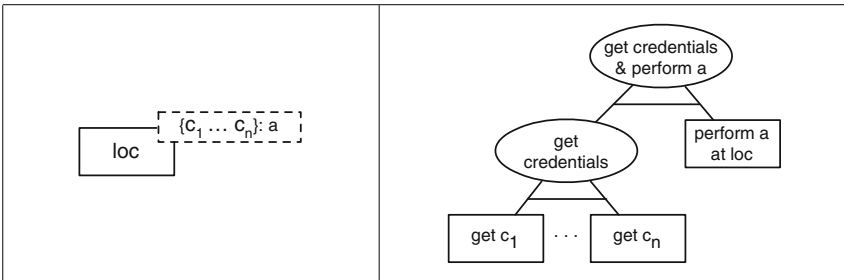 {c₁ ... cₙ}: a
loc
get credentials
& perform a
get
credentials
perform a
at loc
get c₁
. . .
get cₙ